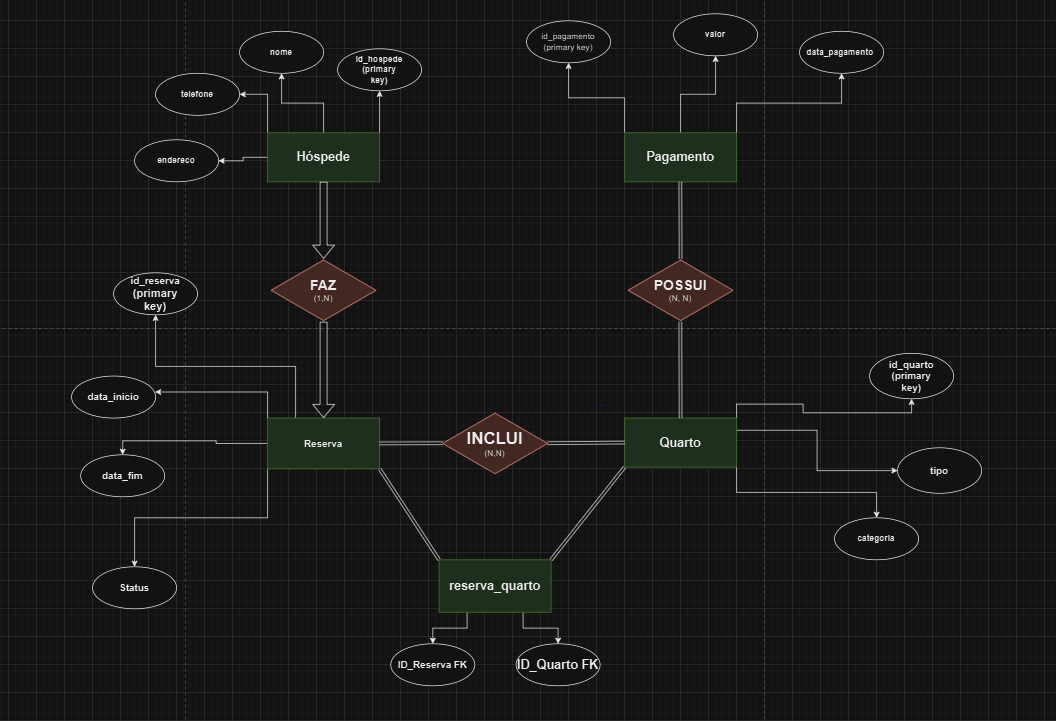 nome
id_hospede
(primary
key)
telefone
endereco
Hóspede
id_pagamento
(primary key)
valor
data_pagamento
Pagamento
FAZ
(1,N)
POSSUI
(N, N)
id_reserva
(primary
key)
data_inicio
data_fim
Status
Reserva
INCLUI
(N,N)
Quarto
id_quarto
(primary
key)
tipo
categoria
reserva_quarto
ID_Reserva FK
ID_Quarto FK